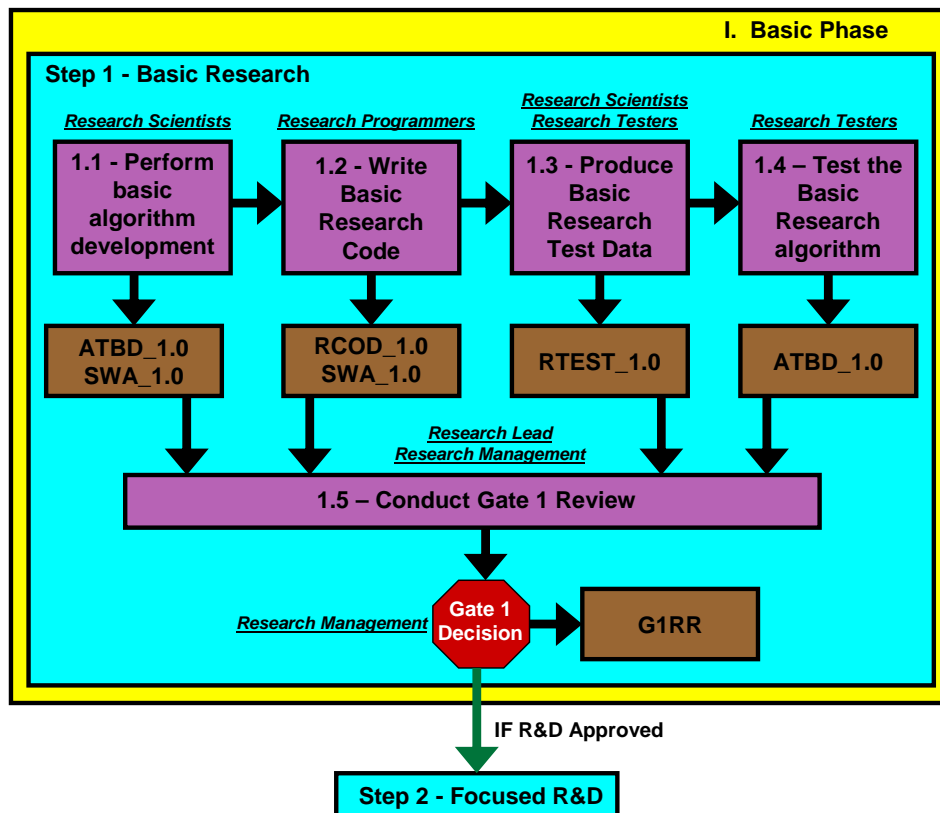 I. Basic Phase
Step 1 - Basic Research
Research Scientists
1.1 - Perform
basic
algorithm
development
Research Programmers
1.2 - Write
Basic
Research
Code
Research Scientists
Research Testers
1.3 - Produce
Basic
Research
Test Data
Research Testers
1.4 – Test the
Basic
Research
algorithm
ATBD_1.0
SWA_1.0
RCOD_1.0
SWA_1.0
RTEST_1.0
ATBD_1.0
Research Lead
Research Management
1.5 – Conduct Gate 1 Review
Research Management
Gate 1
Decision
G1RR
IF R&D Approved
Step 2 - Focused R&D